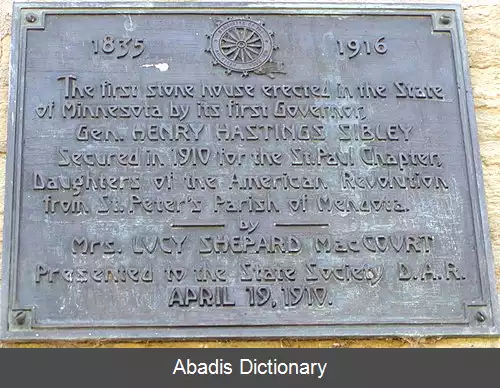 1835 1916
The first stone house erected in the State
of Minnesota by its first Governor,
Gen. HENRY HASTINGS SIBLEY
Secured in 1910 for the St. Paul Chapter,
Daughters of the American Revolution
from St. Peter's Parish of Mendota.
by
Mrs. LUCY SHEPARD MacCOURT
Presented to the State Society D.A.R.
APRIL 19, 1910.
Abadis Dictionary